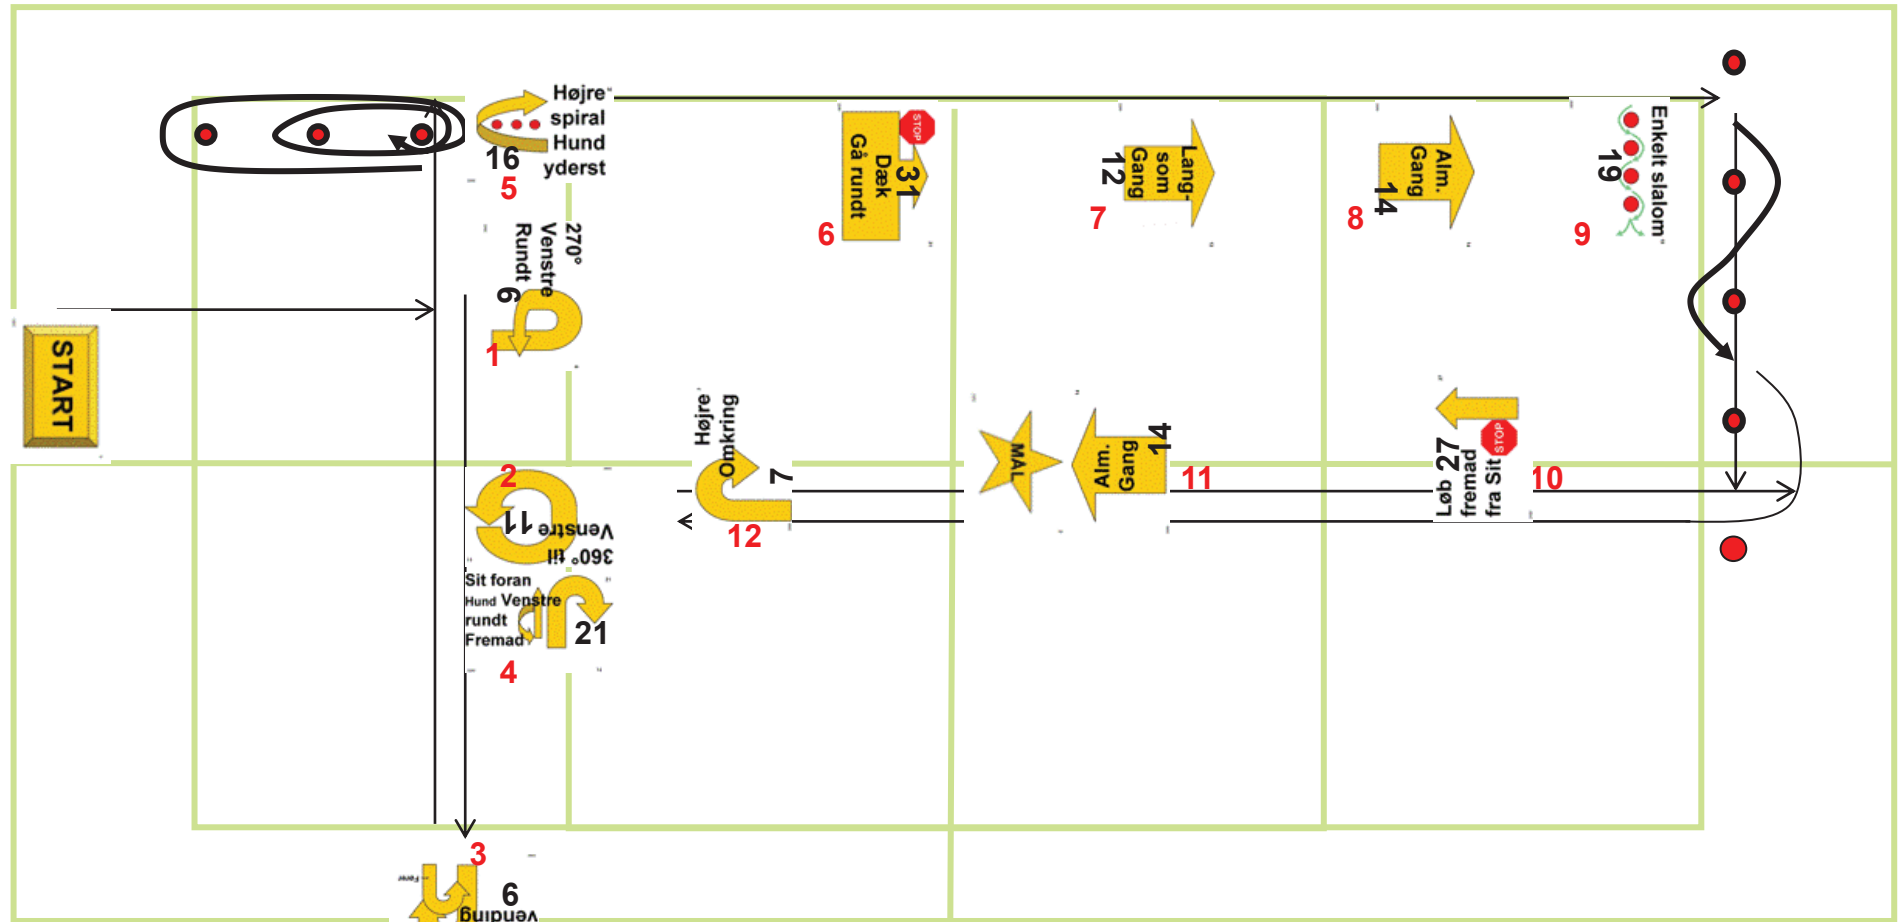 START
Højre
spiral
Hund
yderst
16
5
270°
Venstre
Rundt
6
1
2
11
360° til
Venstre
Sit foran
Hund Venstre
rundt
Fremad
21
4
3
Fører
6
Vending
STOP
31
Dæk
Gå rundt
6
Lang-
som
Gang
12
7
Alm.
Gang
14
8
Enkelt slalom
19
9
STOP
Løb 27
fremad
fra Sit
10
14
Alm.
Gang
11
MÅL
Højre
Omkring
7
12